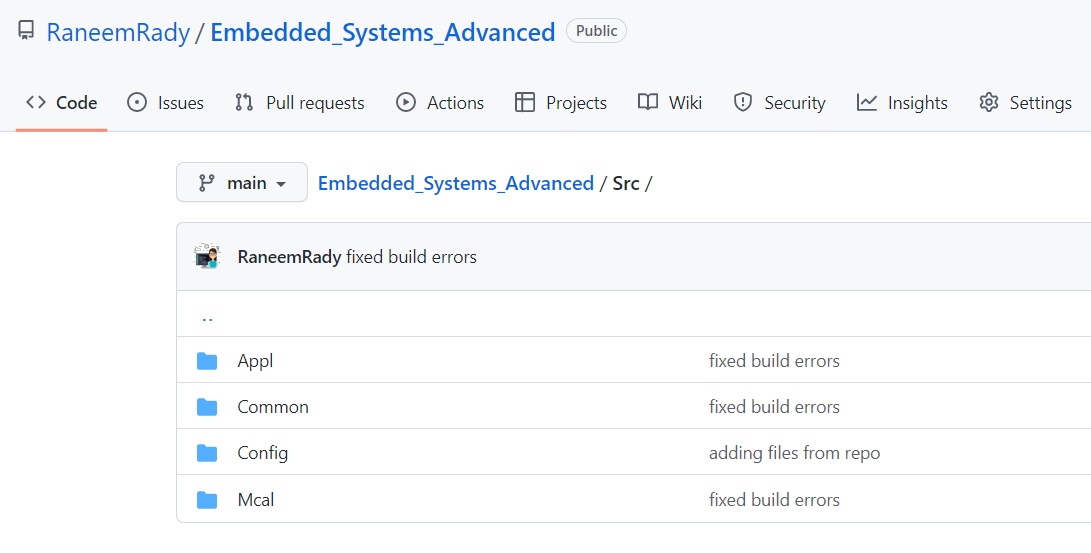 RaneemRady / Embedded_Systems_Advanced Public
Code Issues Pull requests Actions Projects Wiki Security Insights Settings
main Embedded_Systems_Advanced / Src /
RaneemRady fixed build errors
..
Appl fixed build errors
Common fixed build errors
Config adding files from repo
Mcal fixed build errors